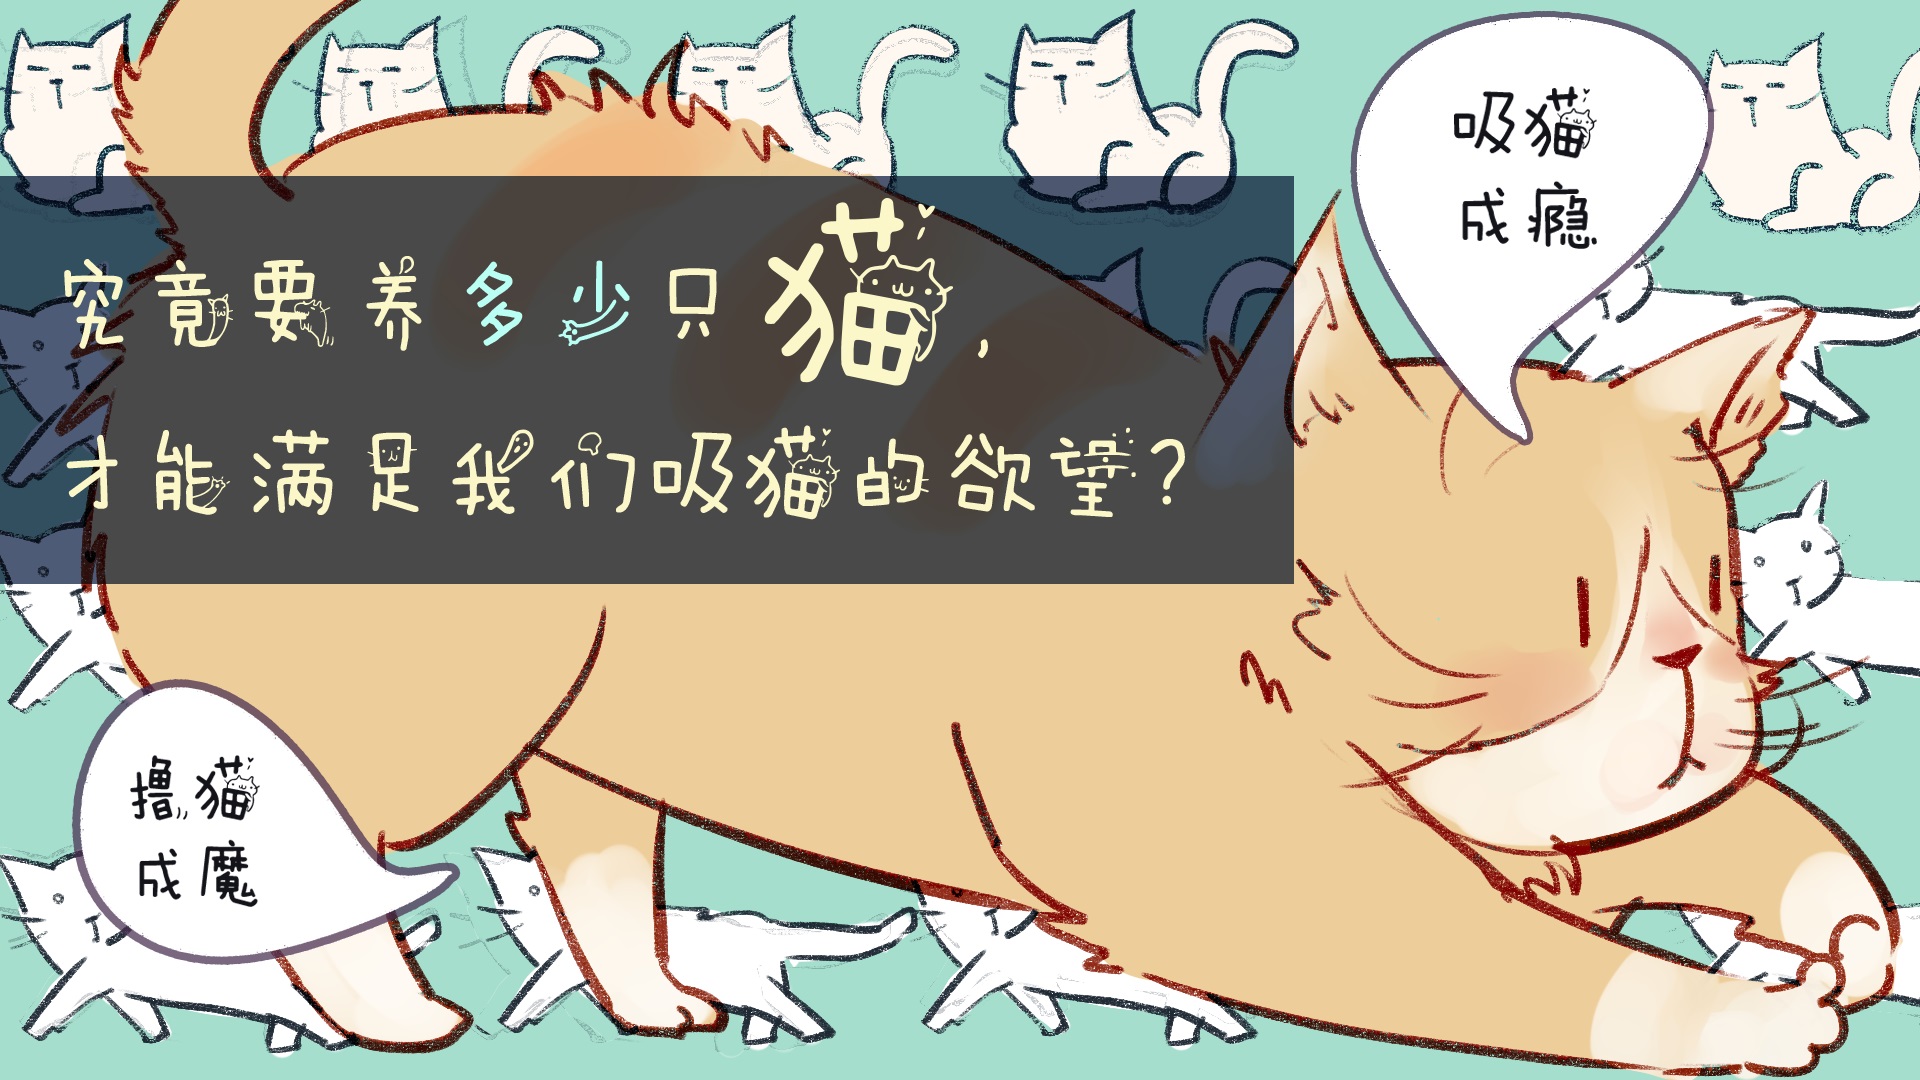 究竟要养多少只猫，
才能满足我们吸猫的欲望？
吸猫
成瘾
撸猫
成魔